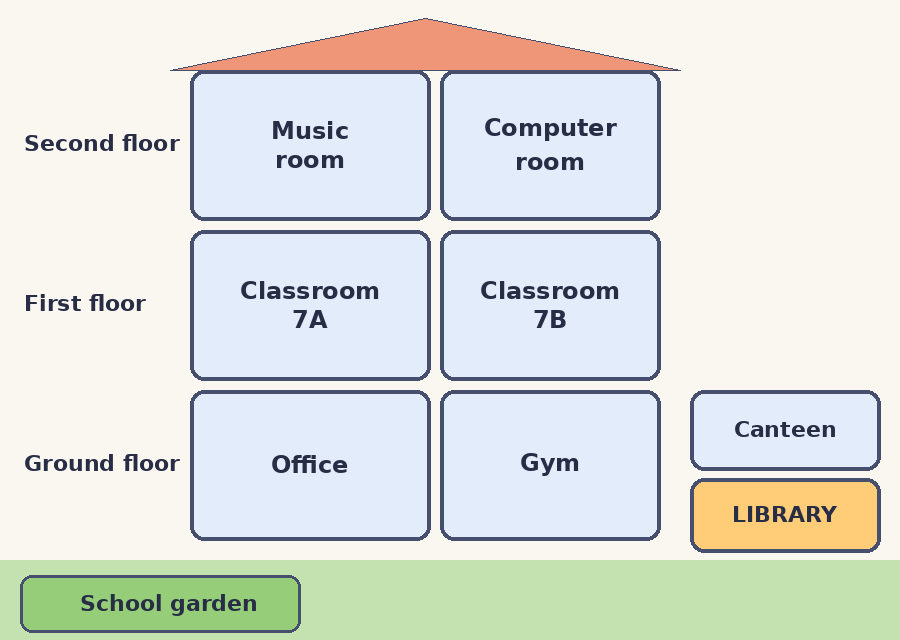 Second floor
Music
room
Computer
room
First floor
Classroom
7A
Classroom
7B
Ground floor
Office
Gym
Canteen
LIBRARY
School garden